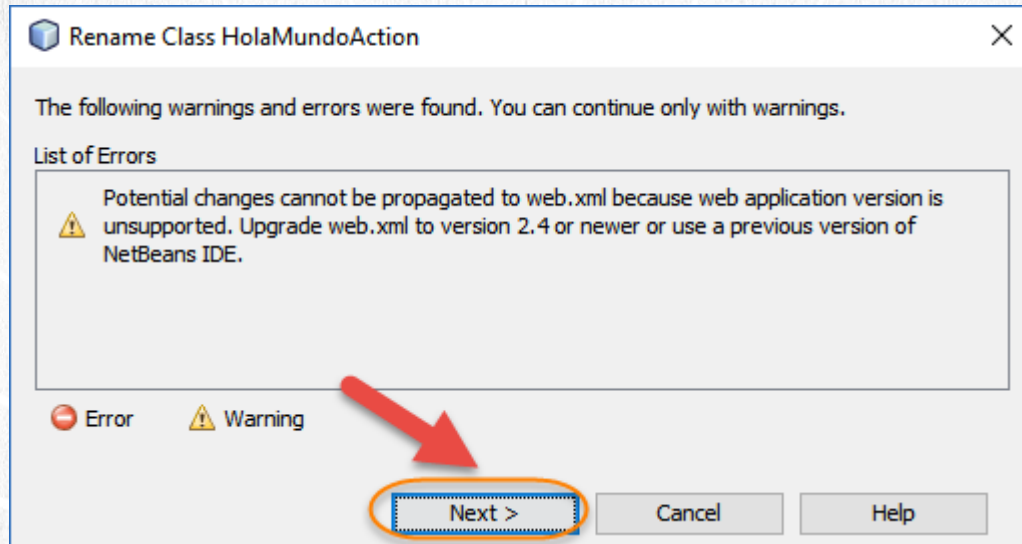 Rename Class HolaMundoAction
The following warnings and errors were found. You can continue only with warnings.
List of Errors
Potential changes cannot be propagated to web.xml because web application version is
unsupported. Upgrade web.xml to version 2.4 or newer or use a previous version of
NetBeans IDE.
Error Warning
Next > Cancel Help